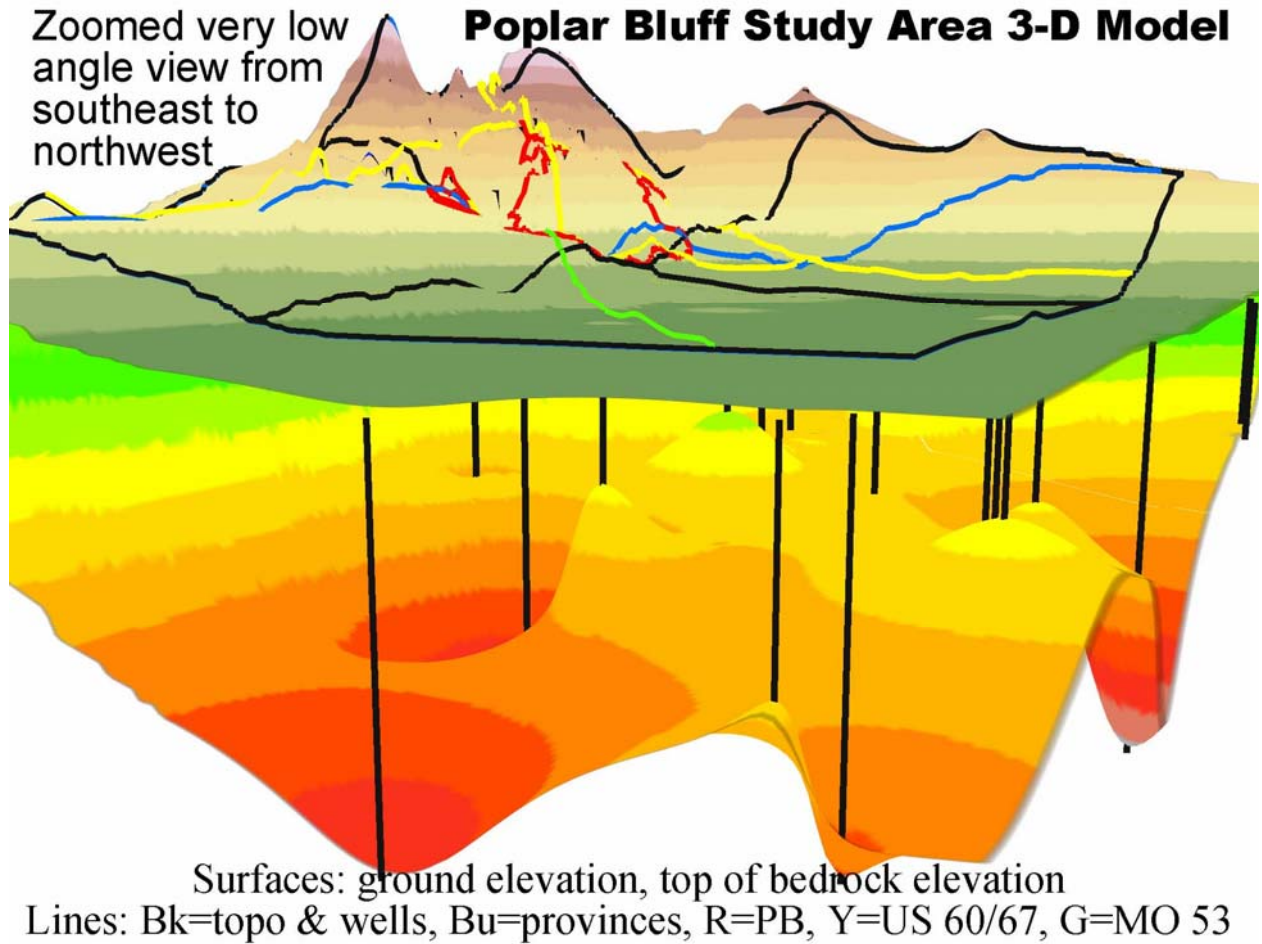 Poplar Bluff Study Area 3-D Model
Zoomed very low
angle view from
southeast to
northwest
Surfaces: ground elevation, top of bedrock elevation
Lines: Bk=topo & wells, Bu=provinces, R=PB, Y=US 60/67, G=MO 53